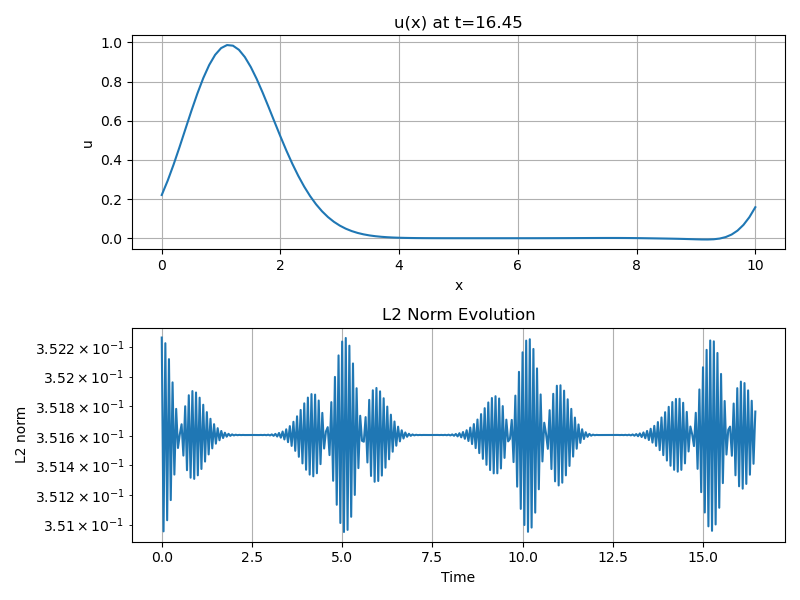 u(x) at t=16.45
1.0
0.8
0.6
0.4
0.2
0.0
u
0 2 4 6 8 10
x
L2 Norm Evolution
3.522 × 10⁻¹
3.52 × 10⁻¹
3.518 × 10⁻¹
3.516 × 10⁻¹
3.514 × 10⁻¹
3.512 × 10⁻¹
3.51 × 10⁻¹
L2 norm
0.0 2.5 5.0 7.5 10.0 12.5 15.0
Time